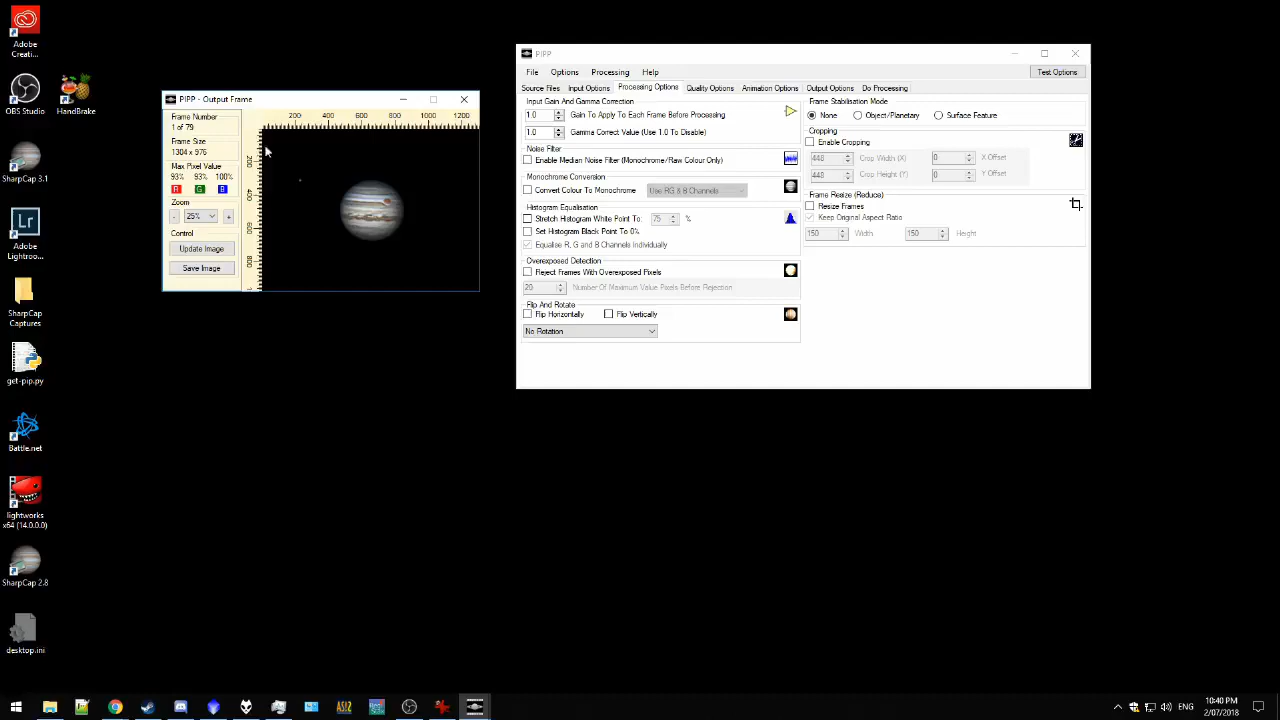 Adobe
Creati...
OBS Studio
HandBrake
SharpCap 3.1
Adobe
Lightroo...
SharpCap
Captures
get-pip.py
Battle.net
lightworks
x64 (14.0.0.0)
SharpCap 2.8
desktop.ini
PIPP - Output Frame
Frame Number
1 of 79
Frame Size
1304 x 976
Max Pixel Value
93% 93% 100%
R G B
Zoom
- 25% +
Control
Update Image
Save Image
200 400 600 800 1000 1200
200
400
600
800
1
PIPP
File Options Processing Help
Test Options
Source Files Input Options Processing Options Quality Options Animation Options Output Options Do Processing
Input Gain And Gamma Correction
1.0 Gain To Apply To Each Frame Before Processing
1.0 Gamma Correct Value (Use 1.0 To Disable)
Noise Filter
Enable Median Noise Filter (Monochrome/Raw Colour Only)
Monochrome Conversion
Convert Colour To Monochrome Use R,G & B Channels
Histogram Equalisation
Stretch Histogram White Point To: 75 %
Set Histogram Black Point To 0%
Equalise R, G and B Channels Individually
Overexposed Detection
Reject Frames With Overexposed Pixels
20 Number Of Maximum Value Pixels Before Rejection
Flip And Rotate
Flip Horizontally Flip Vertically
No Rotation
Frame Stabilisation Mode
None Object/Planetary Surface Feature
Cropping
Enable Cropping
448 Crop Width (X) 0 X Offset
448 Crop Height (Y) 0 Y Offset
Frame Resize (Reduce)
Resize Frames
Keep Original Aspect Ratio
150 Width 150 Height
AS!2
ENG
10:40 PM
2/07/2018